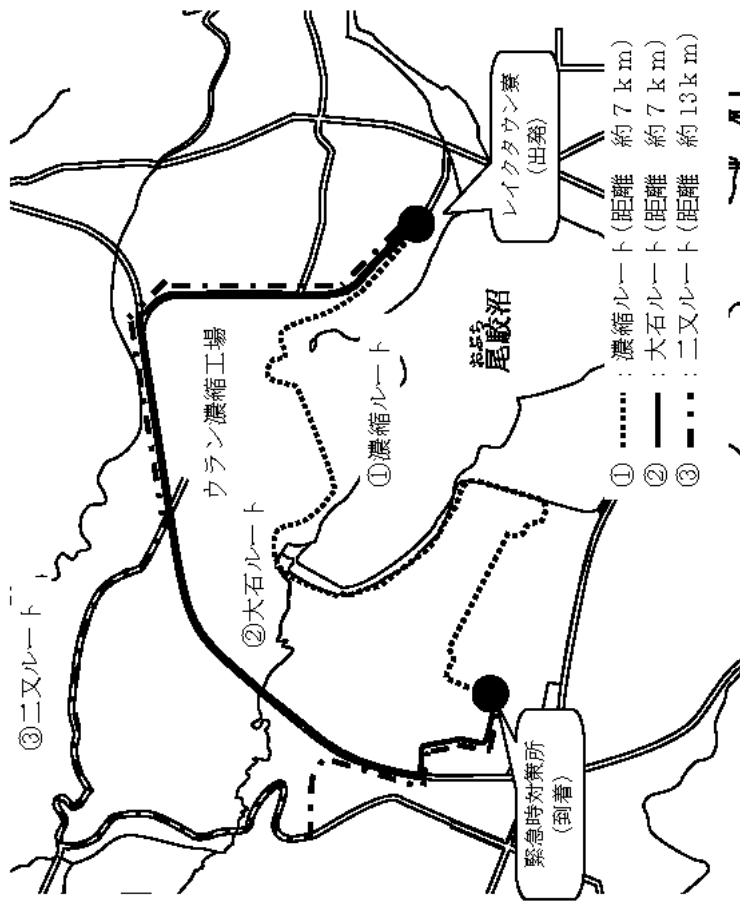 ③二又ルート
②大石ルート
ウラン濃縮工場
①濃縮ルート
おぶち
尾駮沼
レイクタウン寮
(出発)
緊急時対策所
(到着)
① : 濃縮ルート(距離 約7km)
② : 大石ルート(距離 約7km)
③ : 二又ルート(距離 約13km)